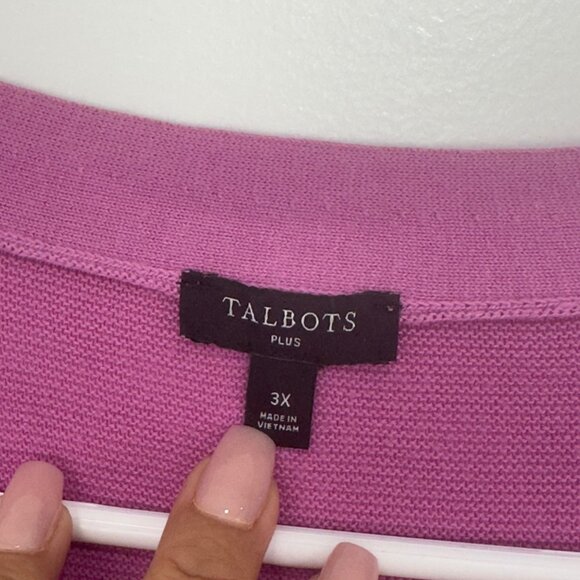 TALBOTS
PLUS
3X
MADE IN
VIETNAM